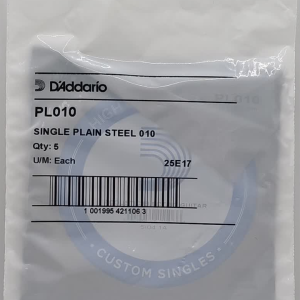 D'Addario
PL010
SINGLE PLAIN STEEL 010
Qty: 5
U/M: Each
25E17
1 001995 421106 3
CUSTOM SINGLES